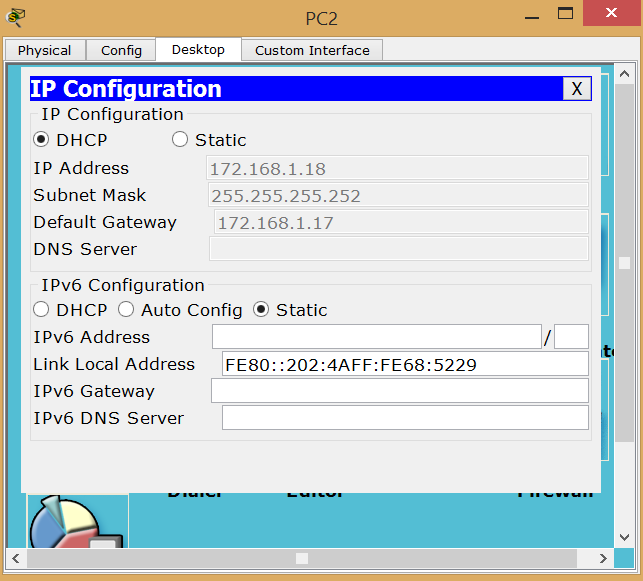 PC2
Physical Config Desktop Custom Interface
IP Configuration X
IP Configuration
DHCP Static
IP Address 172.168.1.18
Subnet Mask 255.255.255.252
Default Gateway 172.168.1.17
DNS Server
IPv6 Configuration
DHCP Auto Config Static
IPv6 Address /
Link Local Address FE80::202:4AFF:FE68:5229
IPv6 Gateway
IPv6 DNS Server
Dialer Editor Firewall